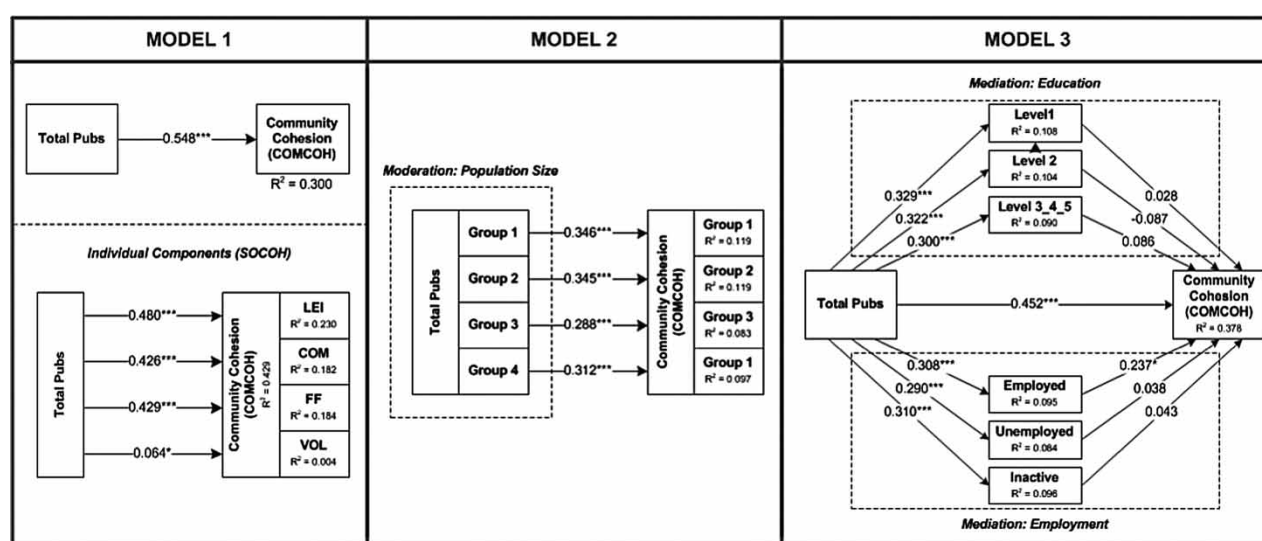 MODEL 1
Total Pubs
0.548***
Community
Cohesion
(COMCOH)
R² = 0.300
Individual Components (SOCOH)
Total Pubs
0.480***
0.426***
0.429***
0.064*
Community Cohesion
(COMCOH)
R² = 0.429
LEI
R² = 0.230
COM
R² = 0.182
FF
R² = 0.184
VOL
R² = 0.004
MODEL 2
Moderation: Population Size
Total Pubs
Group 1
Group 2
Group 3
Group 4
0.346***
0.345***
0.288***
0.312***
Community Cohesion
(COMCOH)
Group 1
R² = 0.119
Group 2
R² = 0.119
Group 3
R² = 0.083
Group 1
R² = 0.097
MODEL 3
Mediation: Education
Level1
R² = 0.108
Level 2
R² = 0.104
Level 3_4_5
R² = 0.090
0.329***
0.322***
0.300***
0.028
-0.087
0.086
Total Pubs
0.452***
Community
Cohesion
(COMCOH)
R² = 0.378
0.308***
0.290***
0.310***
0.237*
0.038
0.043
Employed
R² = 0.095
Unemployed
R² = 0.084
Inactive
R² = 0.096
Mediation: Employment